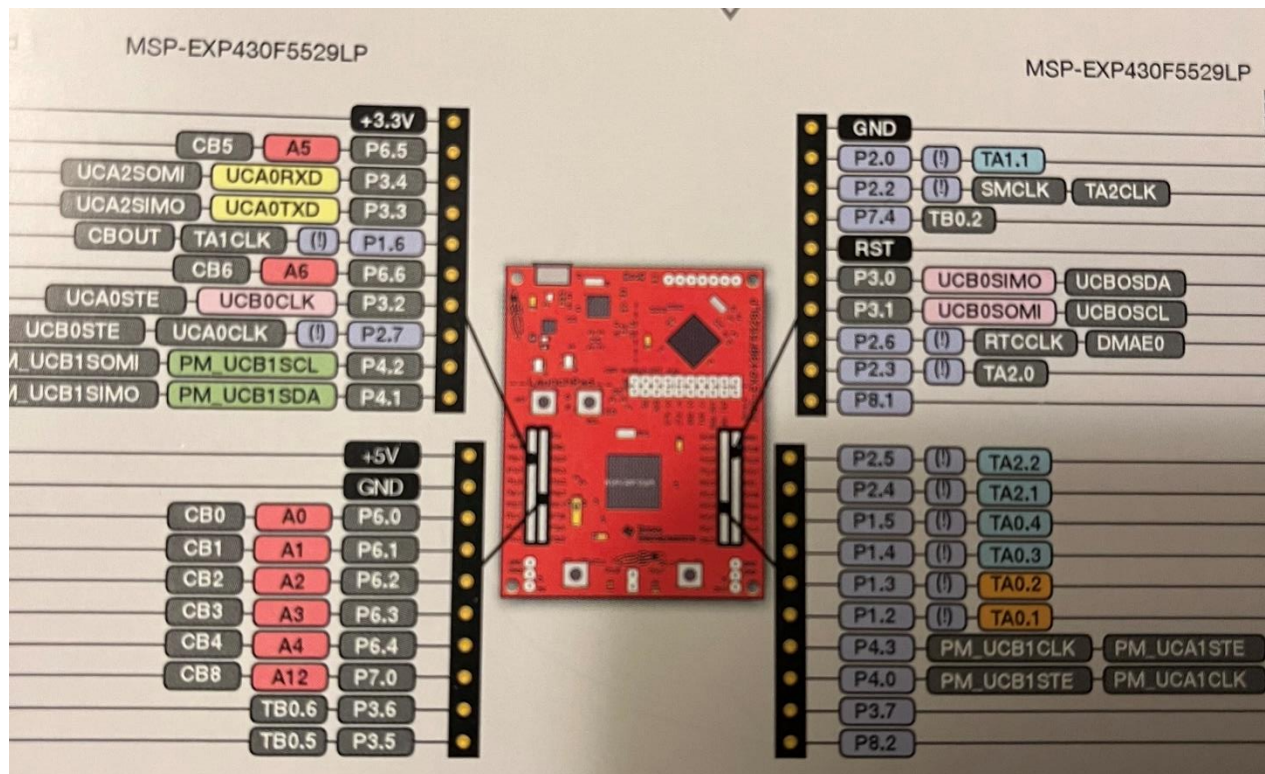 MSP-EXP430F5529LP
+3.3V
CB5 A5 P6.5
UCA2SOMI UCA0RXD P3.4
UCA2SIMO UCA0TXD P3.3
CBOUT TA1CLK (!) P1.6
CB6 A6 P6.6
UCA0STE UCB0CLK P3.2
UCB0STE UCA0CLK (!) P2.7
M_UCB1SOMI PM_UCB1SCL P4.2
M_UCB1SIMO PM_UCB1SDA P4.1
+5V
GND
CB0 A0 P6.0
CB1 A1 P6.1
CB2 A2 P6.2
CB3 A3 P6.3
CB4 A4 P6.4
CB8 A12 P7.0
TB0.6 P3.6
TB0.5 P3.5
MSP-EXP430F5529LP
GND
P2.0 (!) TA1.1
P2.2 (!) SMCLK TA2CLK
P7.4 TB0.2
RST
P3.0 UCB0SIMO UCBOSDA
P3.1 UCB0SOMI UCBOSCL
P2.6 (!) RTCCLK DMAE0
P2.3 (!) TA2.0
P8.1
P2.5 (!) TA2.2
P2.4 (!) TA2.1
P1.5 (!) TA0.4
P1.4 (!) TA0.3
P1.3 (!) TA0.2
P1.2 (!) TA0.1
P4.3 PM_UCB1CLK PM_UCA1STE
P4.0 PM_UCB1STE PM_UCA1CLK
P3.7
P8.2